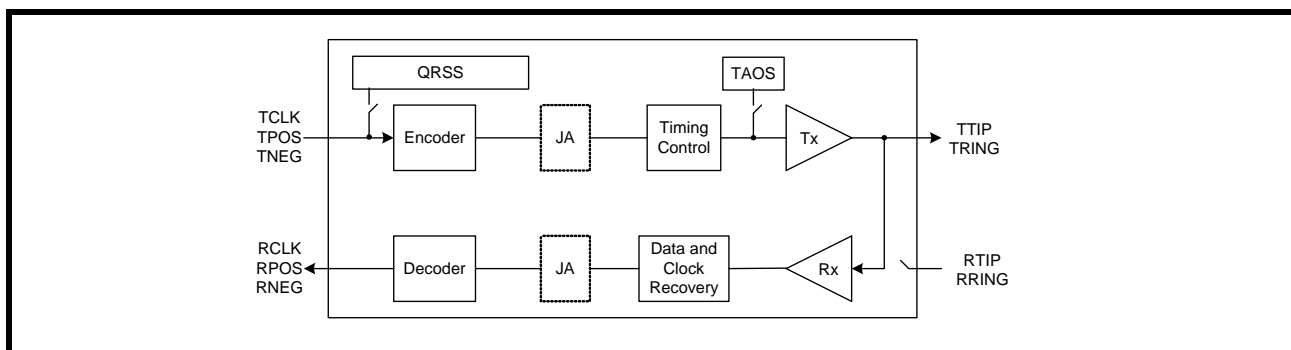 QRSS
TAOS
TCLK
TPOS
TNEG
Encoder
JA
Timing
Control
Tx
TTIP
TRING
RCLK
RPOS
RNEG
Decoder
JA
Data and
Clock
Recovery
Rx
RTIP
RRING